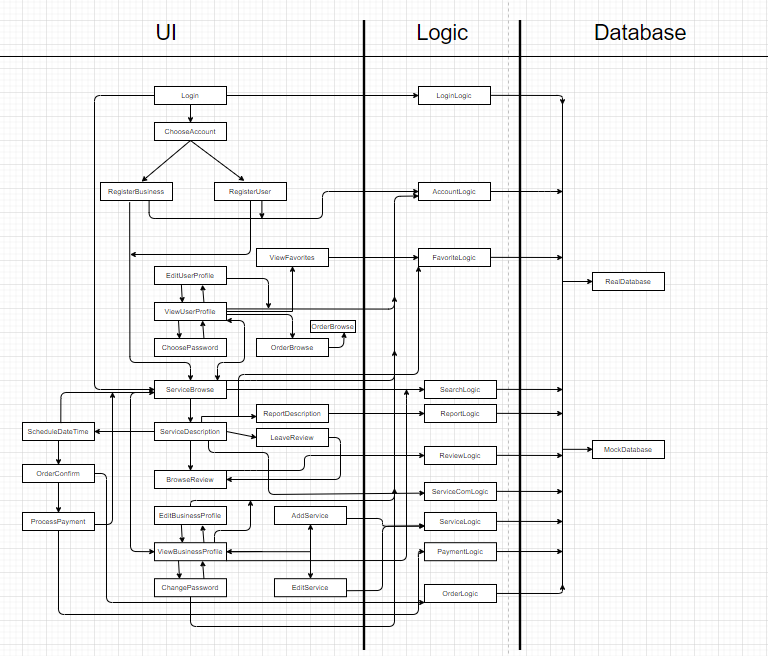 UI
Logic
Database
Login
LoginLogic
ChooseAccount
RegisterBusiness
RegisterUser
AccountLogic
ViewFavorites
FavoriteLogic
EditUserProfile
RealDatabase
ViewUserProfile
OrderBrowse
ChoosePassword
OrderBrowse
ServiceBrowse
SearchLogic
ReportDescription
ReportLogic
ScheduleDateTime
ServiceDescription
LeaveReview
MockDatabase
ReviewLogic
OrderConfirm
BrowseReview
ServiceComLogic
EditBusinessProfile
AddService
ProcessPayment
ServiceLogic
ViewBusinessProfile
PaymentLogic
ChangePassword
EditService
OrderLogic